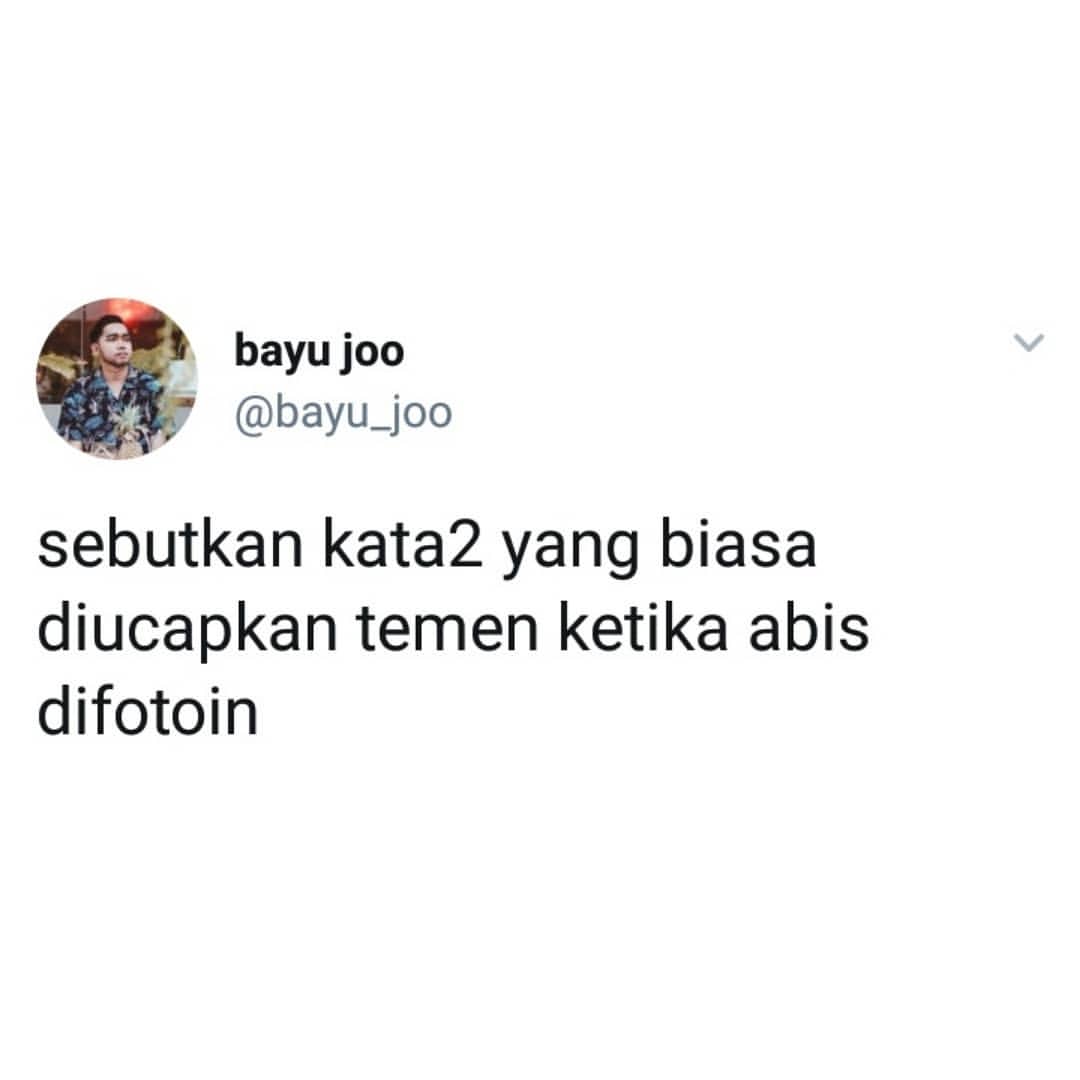 bayu joo
@bayu_joo
sebutkan kata2 yang biasa
diucapkan temen ketika abis
difotoin